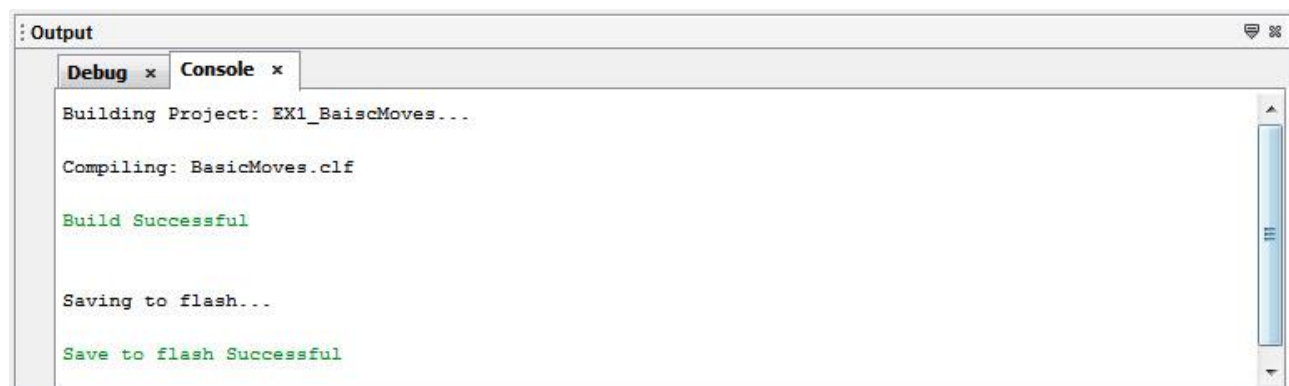 Output
Debug x Console x
Building Project: EX1_BaiscMoves...
Compiling: BasicMoves.clf
Build Successful
Saving to flash...
Save to flash Successful